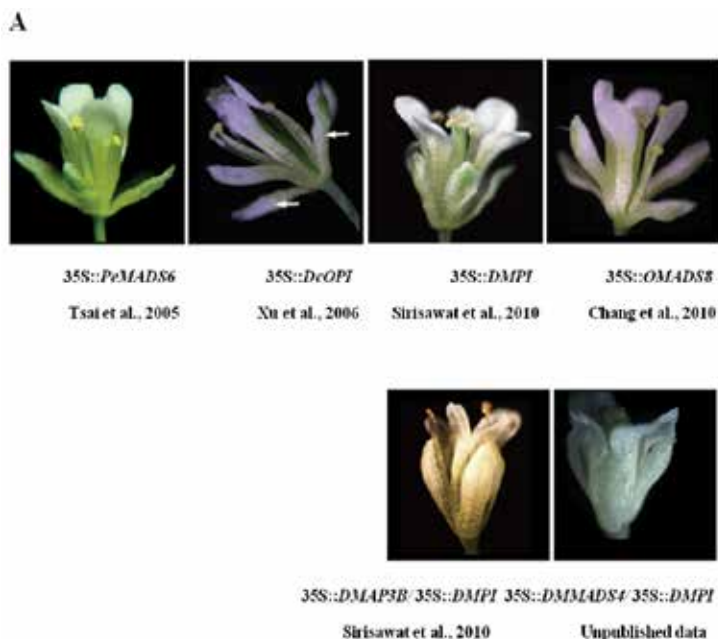 A
35S::PeMADS6 35S::DcOPI 35S::DMPI 35S::OMADS8
Tsai et al., 2005 Xu et al., 2006 Sirisawat et al., 2010 Chang et al., 2010
35S::DMAP3B/35S::DMPI 35S::DMMADS4/35S::DMPI
Sirisawat et al., 2010 Unpublished data